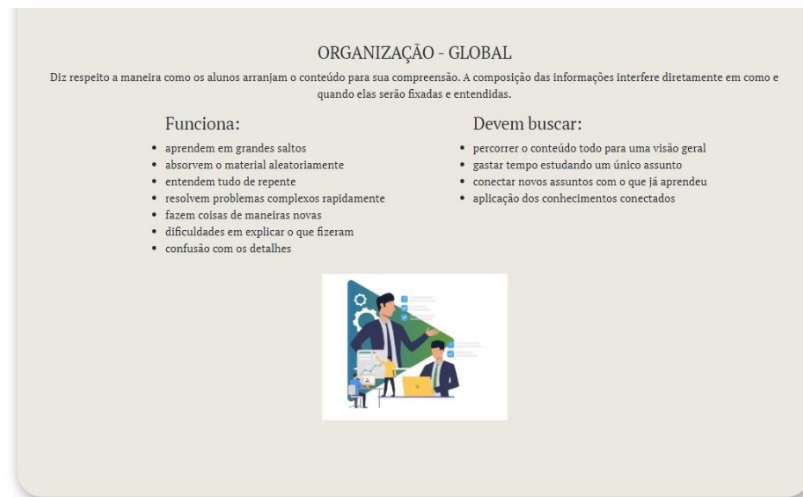 ORGANIZAÇÃO - GLOBAL
Diz respeito a maneira como os alunos arranjam o conteúdo para sua compreensão. A composição das informações interfere diretamente em como e
quando elas serão fixadas e entendidas.
Funciona:
• aprendem em grandes saltos
• absorvem o material aleatoriamente
• entendem tudo de repente
• resolvem problemas complexos rapidamente
• fazem coisas de maneiras novas
• dificuldades em explicar o que fizeram
• confusão com os detalhes
Devem buscar:
• percorrer o conteúdo todo para uma visão geral
• gastar tempo estudando um único assunto
• conectar novos assuntos com o que já aprendeu
• aplicação dos conhecimentos conectados